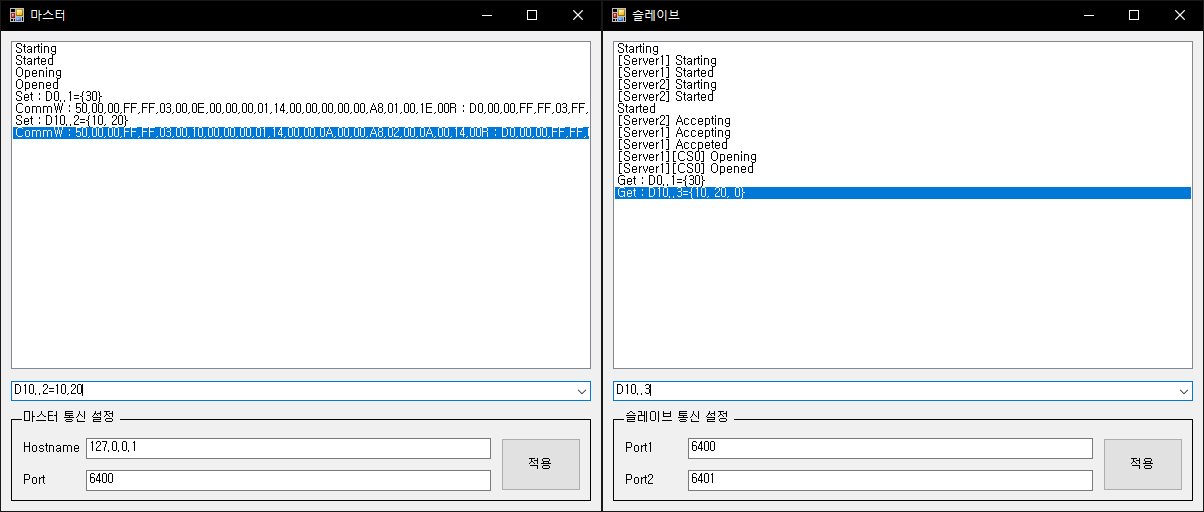 마스터
Starting
Started
Opening
Opened
Set : D0,,1={30}
CommW : 50,00,00,FF,FF,03,00,0E,00,00,00,01,14,00,00,00,00,00,A8,01,00,1E,00R : D0,00,00,FF,FF,03,FF,
Set : D10,,2={10, 20}
CommW : 50,00,00,FF,FF,03,00,10,00,00,00,01,14,00,00,0A,00,00,A8,02,00,0A,00,14,00R : D0,00,00,FF,FF,
D10,,2=10,20
마스터 통신 설정
Hostname
127.0.0.1
적용
Port
6400
슬레이브
Starting
[Server1] Starting
[Server1] Started
[Server2] Starting
[Server2] Started
Started
[Server2] Accepting
[Server1] Accepting
[Server1] Accpeted
[Server1][CS0] Opening
[Server1][CS0] Opened
Get : D0,,1={30}
Get : D10,,3={10, 20, 0}
D10,,3
슬레이브 통신 설정
Port1
6400
적용
Port2
6401